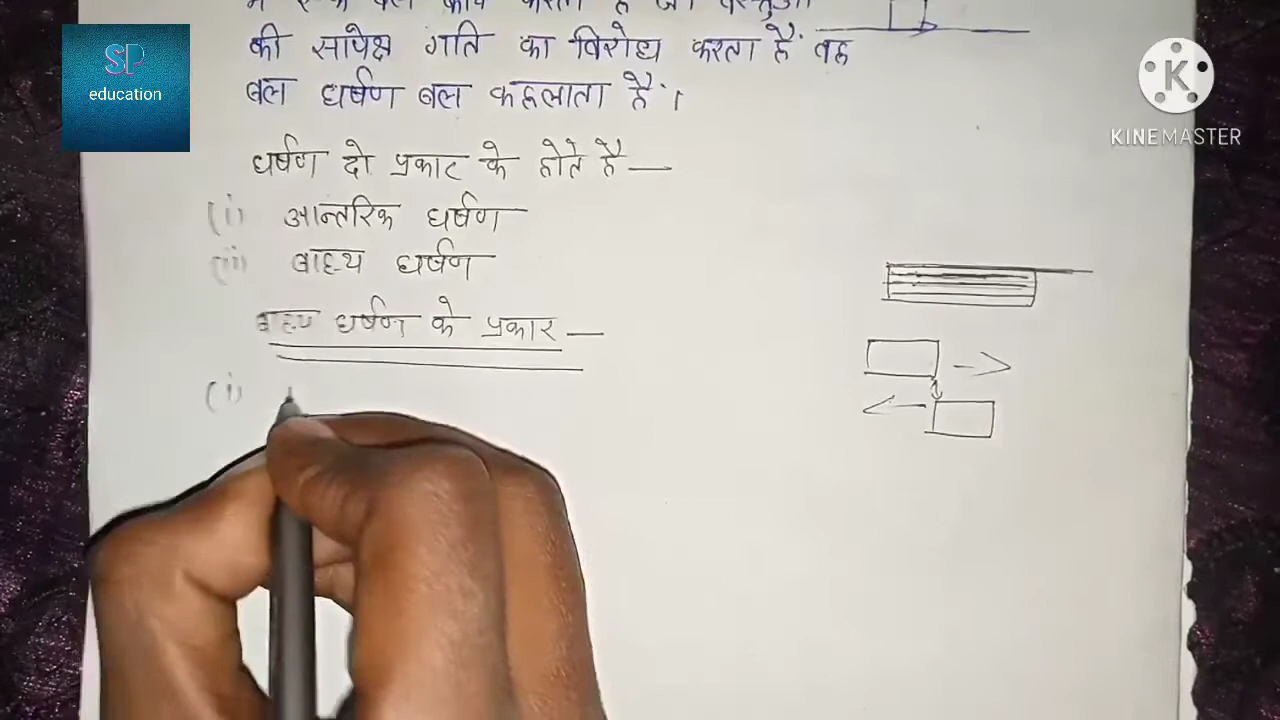 की सापेक्ष गति का विरोध करता है वह
बल घर्षण बल कहलाता है ।
घर्षण दो प्रकार के होते है —
(i) आन्तरिक घर्षण
(ii) बाह्य घर्षण
बाह्य घर्षण के प्रकार —
(i)
SP
education
K
KINEMASTER